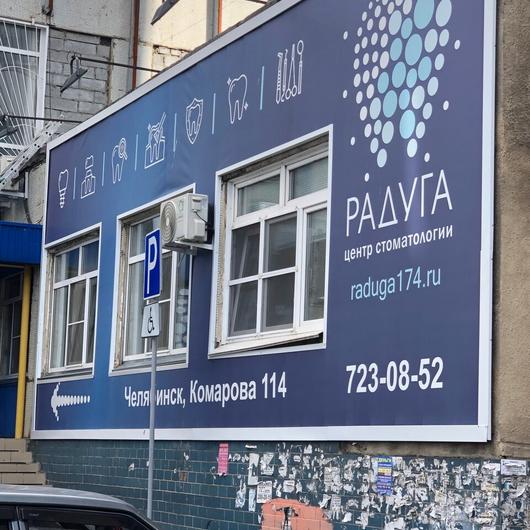 РАДУГА
центр стоматологии
raduga174.ru
723-08-52
Челябинск, Комарова 114
P